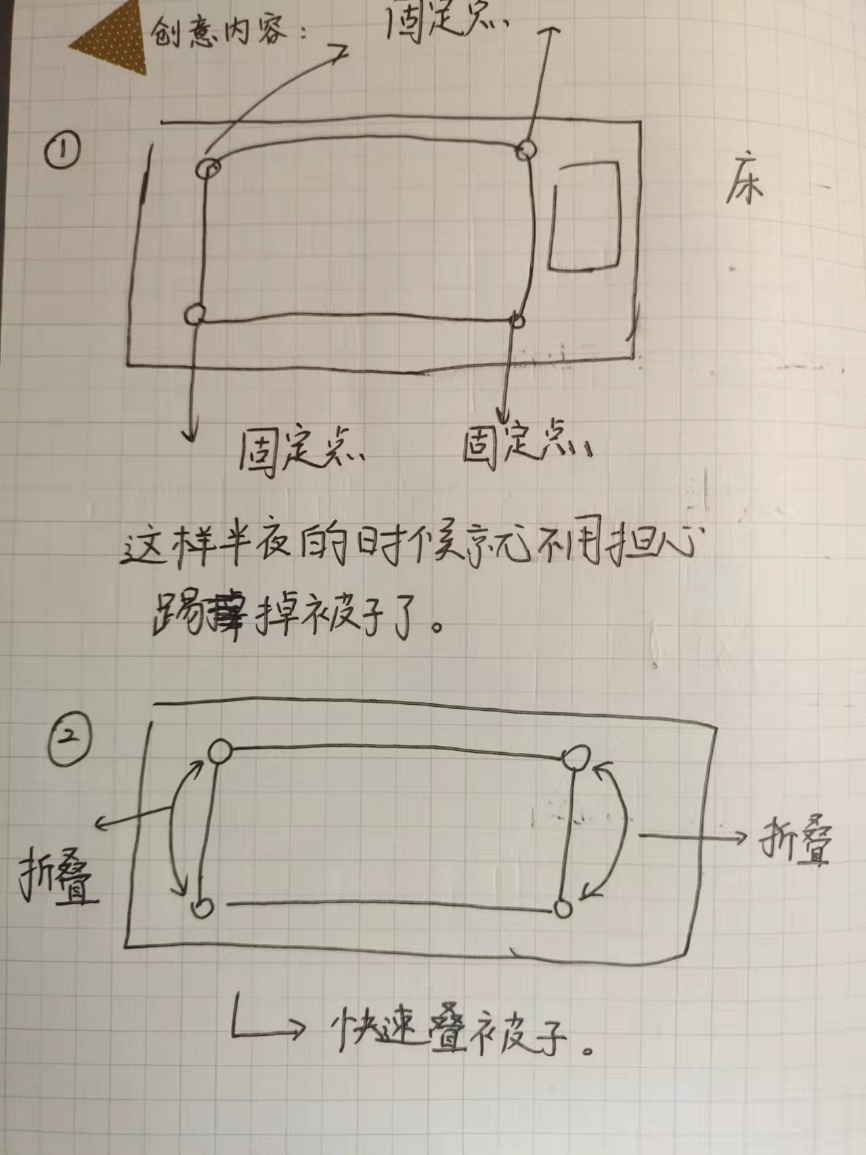 创意内容:
固定点
①
床
固定点
固定点
这样半夜的时候就不用担心
踢掉被子了。
②
折叠
折叠
快速叠被子。